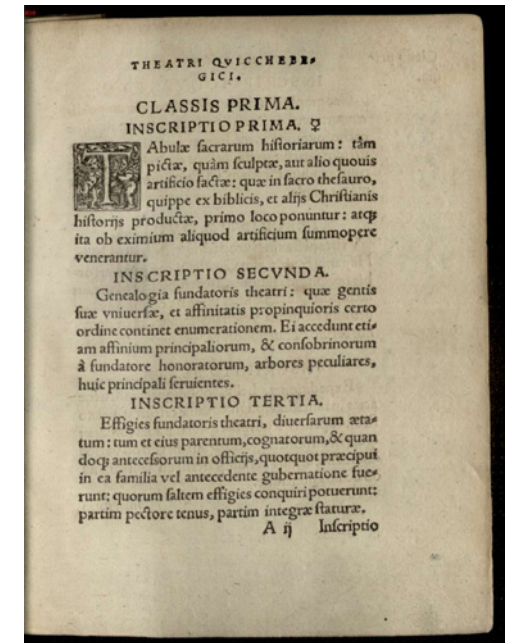 THEATRI QVICCHEBE⸗
GICI.
CLASSIS PRIMA.
INSCRIPTIO PRIMA. ☿
TAbulæ sacrarum historiarum: tâm
pictæ, quàm sculptæ, aut alio quouis
artificio factæ: quæ in sacro thesauro,
quippe ex biblicis, et alijs Christianis
historijs productæ, primo loco ponuntur: atq;
ita ob eximium aliquod artificium summopere
venerantur.
INSCRIPTIO SECVNDA.
Genealogia fundatoris theatri: quæ gentis
suæ vniuersæ, et affinitatis propinquioris certo
ordine continet enumerationem. Ei accedunt eti⸗
am affinium principaliorum, & consobrinorum
â fundatore honoratorum, arbores peculiares,
huic principali seruientes.
INSCRIPTIO TERTIA.
Effigies fundatoris theatri, diuersarum æta⸗
tum: tum et eius parentum, cognatorum, & quan
doq; antecessorum in officijs, quotquot præcipui
in ea familia vel antecedente gubernatione fue⸗
runt: quorum saltem effigies conquiri potuerunt:
partim pectore tenus, partim integræ staturæ.
A ij Inscriptio